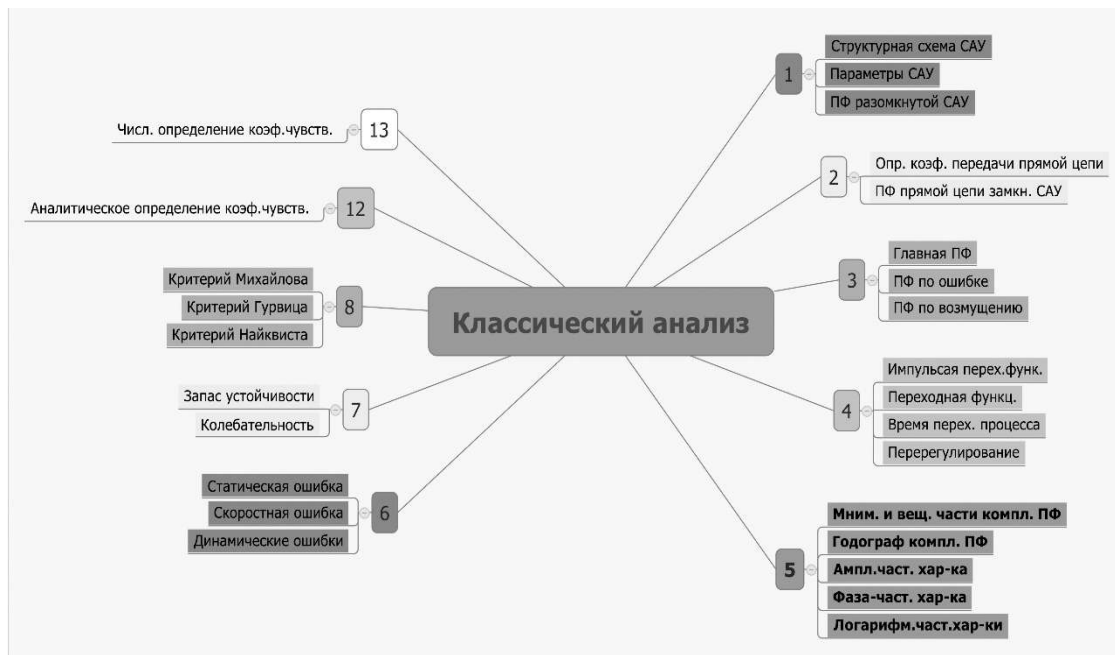 Классический анализ
1
Структурная схема САУ
Параметры САУ
ПФ разомкнутой САУ
2
Опр. коэф. передачи прямой цепи
ПФ прямой цепи замкн. САУ
3
Главная ПФ
ПФ по ошибке
ПФ по возмущению
4
Импульсая перех.функ.
Переходная функц.
Время перех. процесса
Перерегулирование
5
Мним. и вещ. части компл. ПФ
Годограф компл. ПФ
Ампл.част. хар-ка
Фаза-част. хар-ка
Логарифм.част.хар-ки
6
Статическая ошибка
Скоростная ошибка
Динамические ошибки
7
Запас устойчивости
Колебательность
8
Критерий Михайлова
Критерий Гурвица
Критерий Найквиста
12
Аналитическое определение коэф.чувств.
13
Числ. определение коэф.чувств.